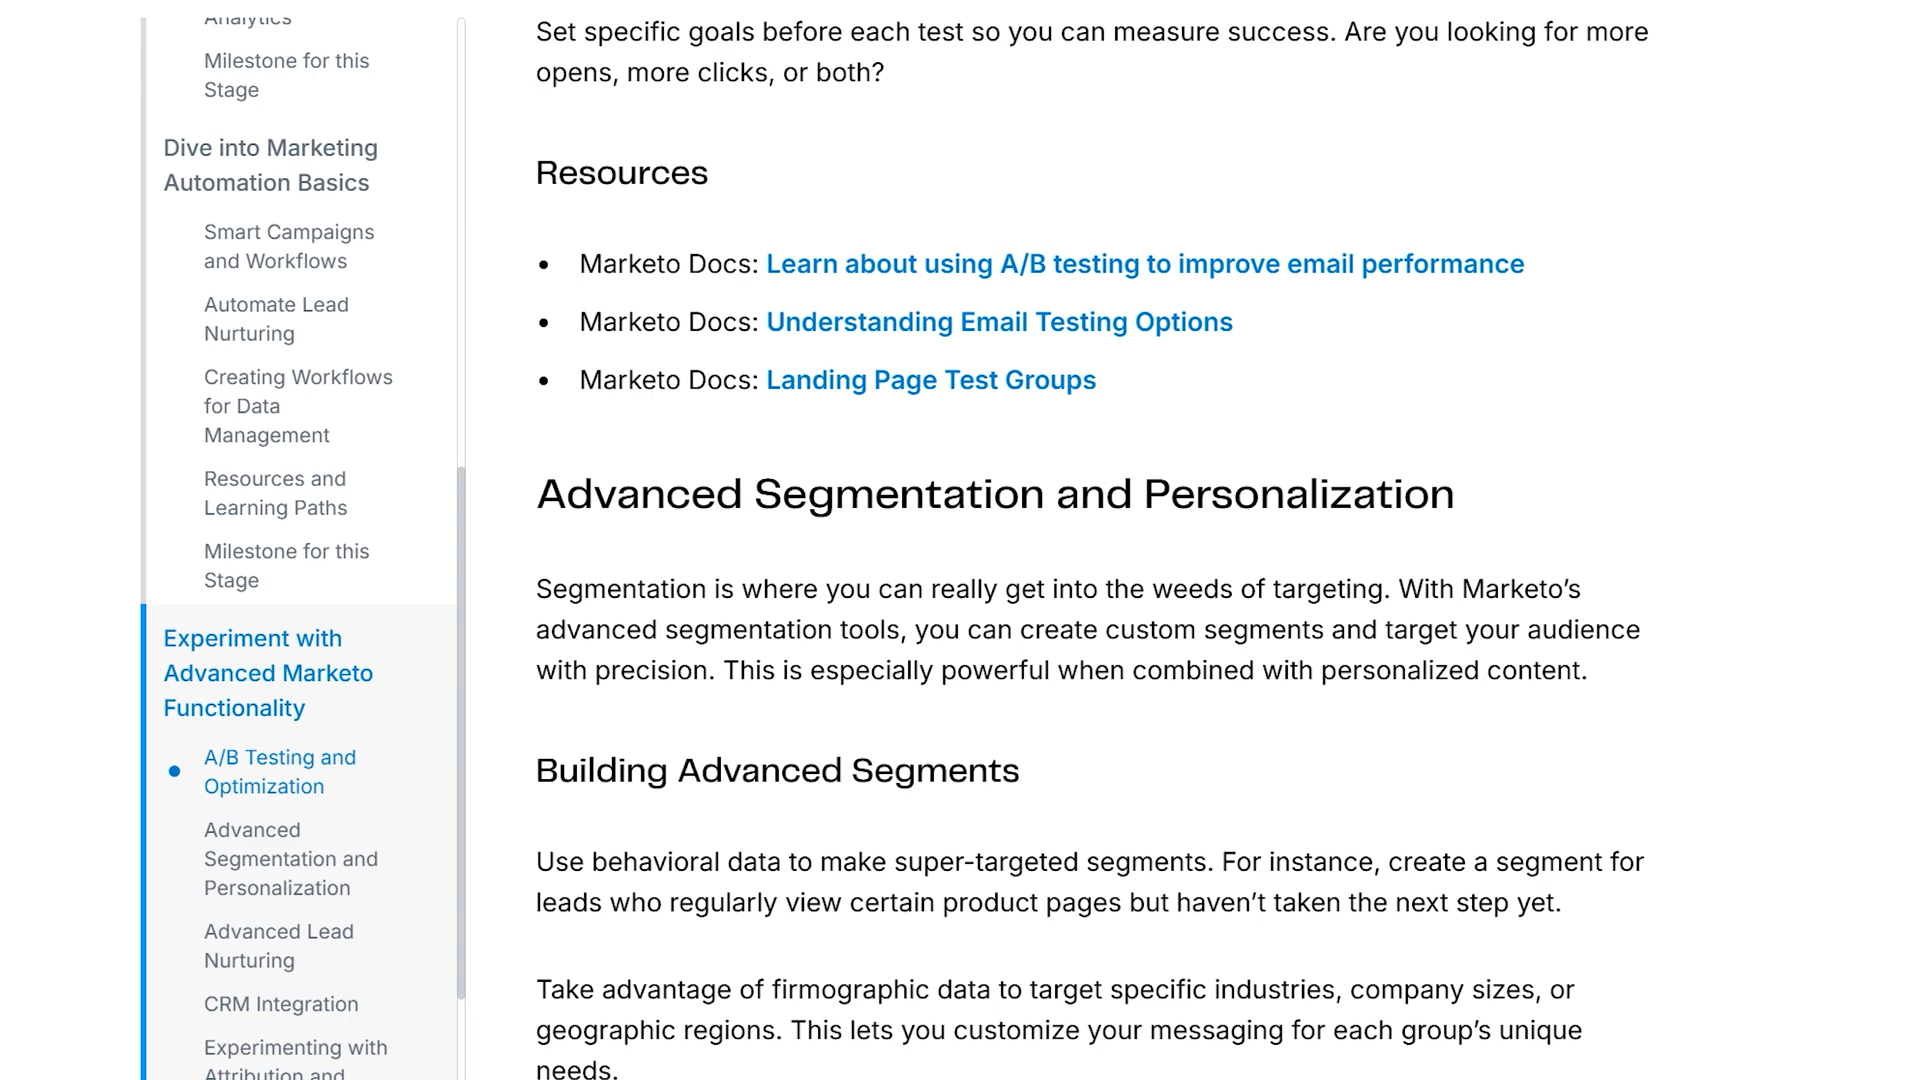 Analytics
Milestone for this
Stage
Dive into Marketing
Automation Basics
Smart Campaigns
and Workflows
Automate Lead
Nurturing
Creating Workflows
for Data
Management
Resources and
Learning Paths
Milestone for this
Stage
Experiment with
Advanced Marketo
Functionality
A/B Testing and
Optimization
Advanced
Segmentation and
Personalization
Advanced Lead
Nurturing
CRM Integration
Experimenting with
Attribution and
Set specific goals before each test so you can measure success. Are you looking for more
opens, more clicks, or both?
Resources
• Marketo Docs: Learn about using A/B testing to improve email performance
• Marketo Docs: Understanding Email Testing Options
• Marketo Docs: Landing Page Test Groups
Advanced Segmentation and Personalization
Segmentation is where you can really get into the weeds of targeting. With Marketo’s
advanced segmentation tools, you can create custom segments and target your audience
with precision. This is especially powerful when combined with personalized content.
Building Advanced Segments
Use behavioral data to make super-targeted segments. For instance, create a segment for
leads who regularly view certain product pages but haven’t taken the next step yet.
Take advantage of firmographic data to target specific industries, company sizes, or
geographic regions. This lets you customize your messaging for each group’s unique
needs.